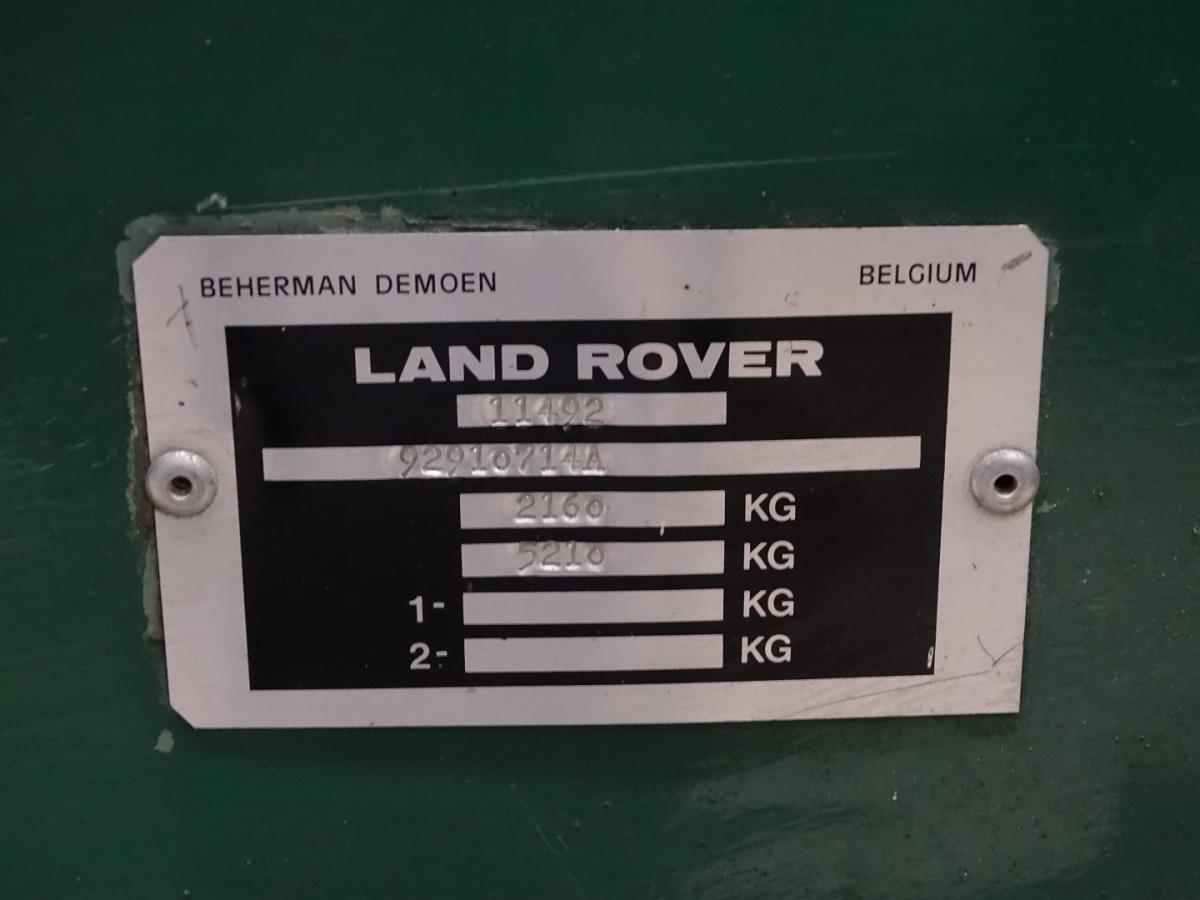 BEHERMAN DEMOEN BELGIUM
LAND ROVER
11492
92910714A
2160 KG
5210 KG
1- KG
2- KG